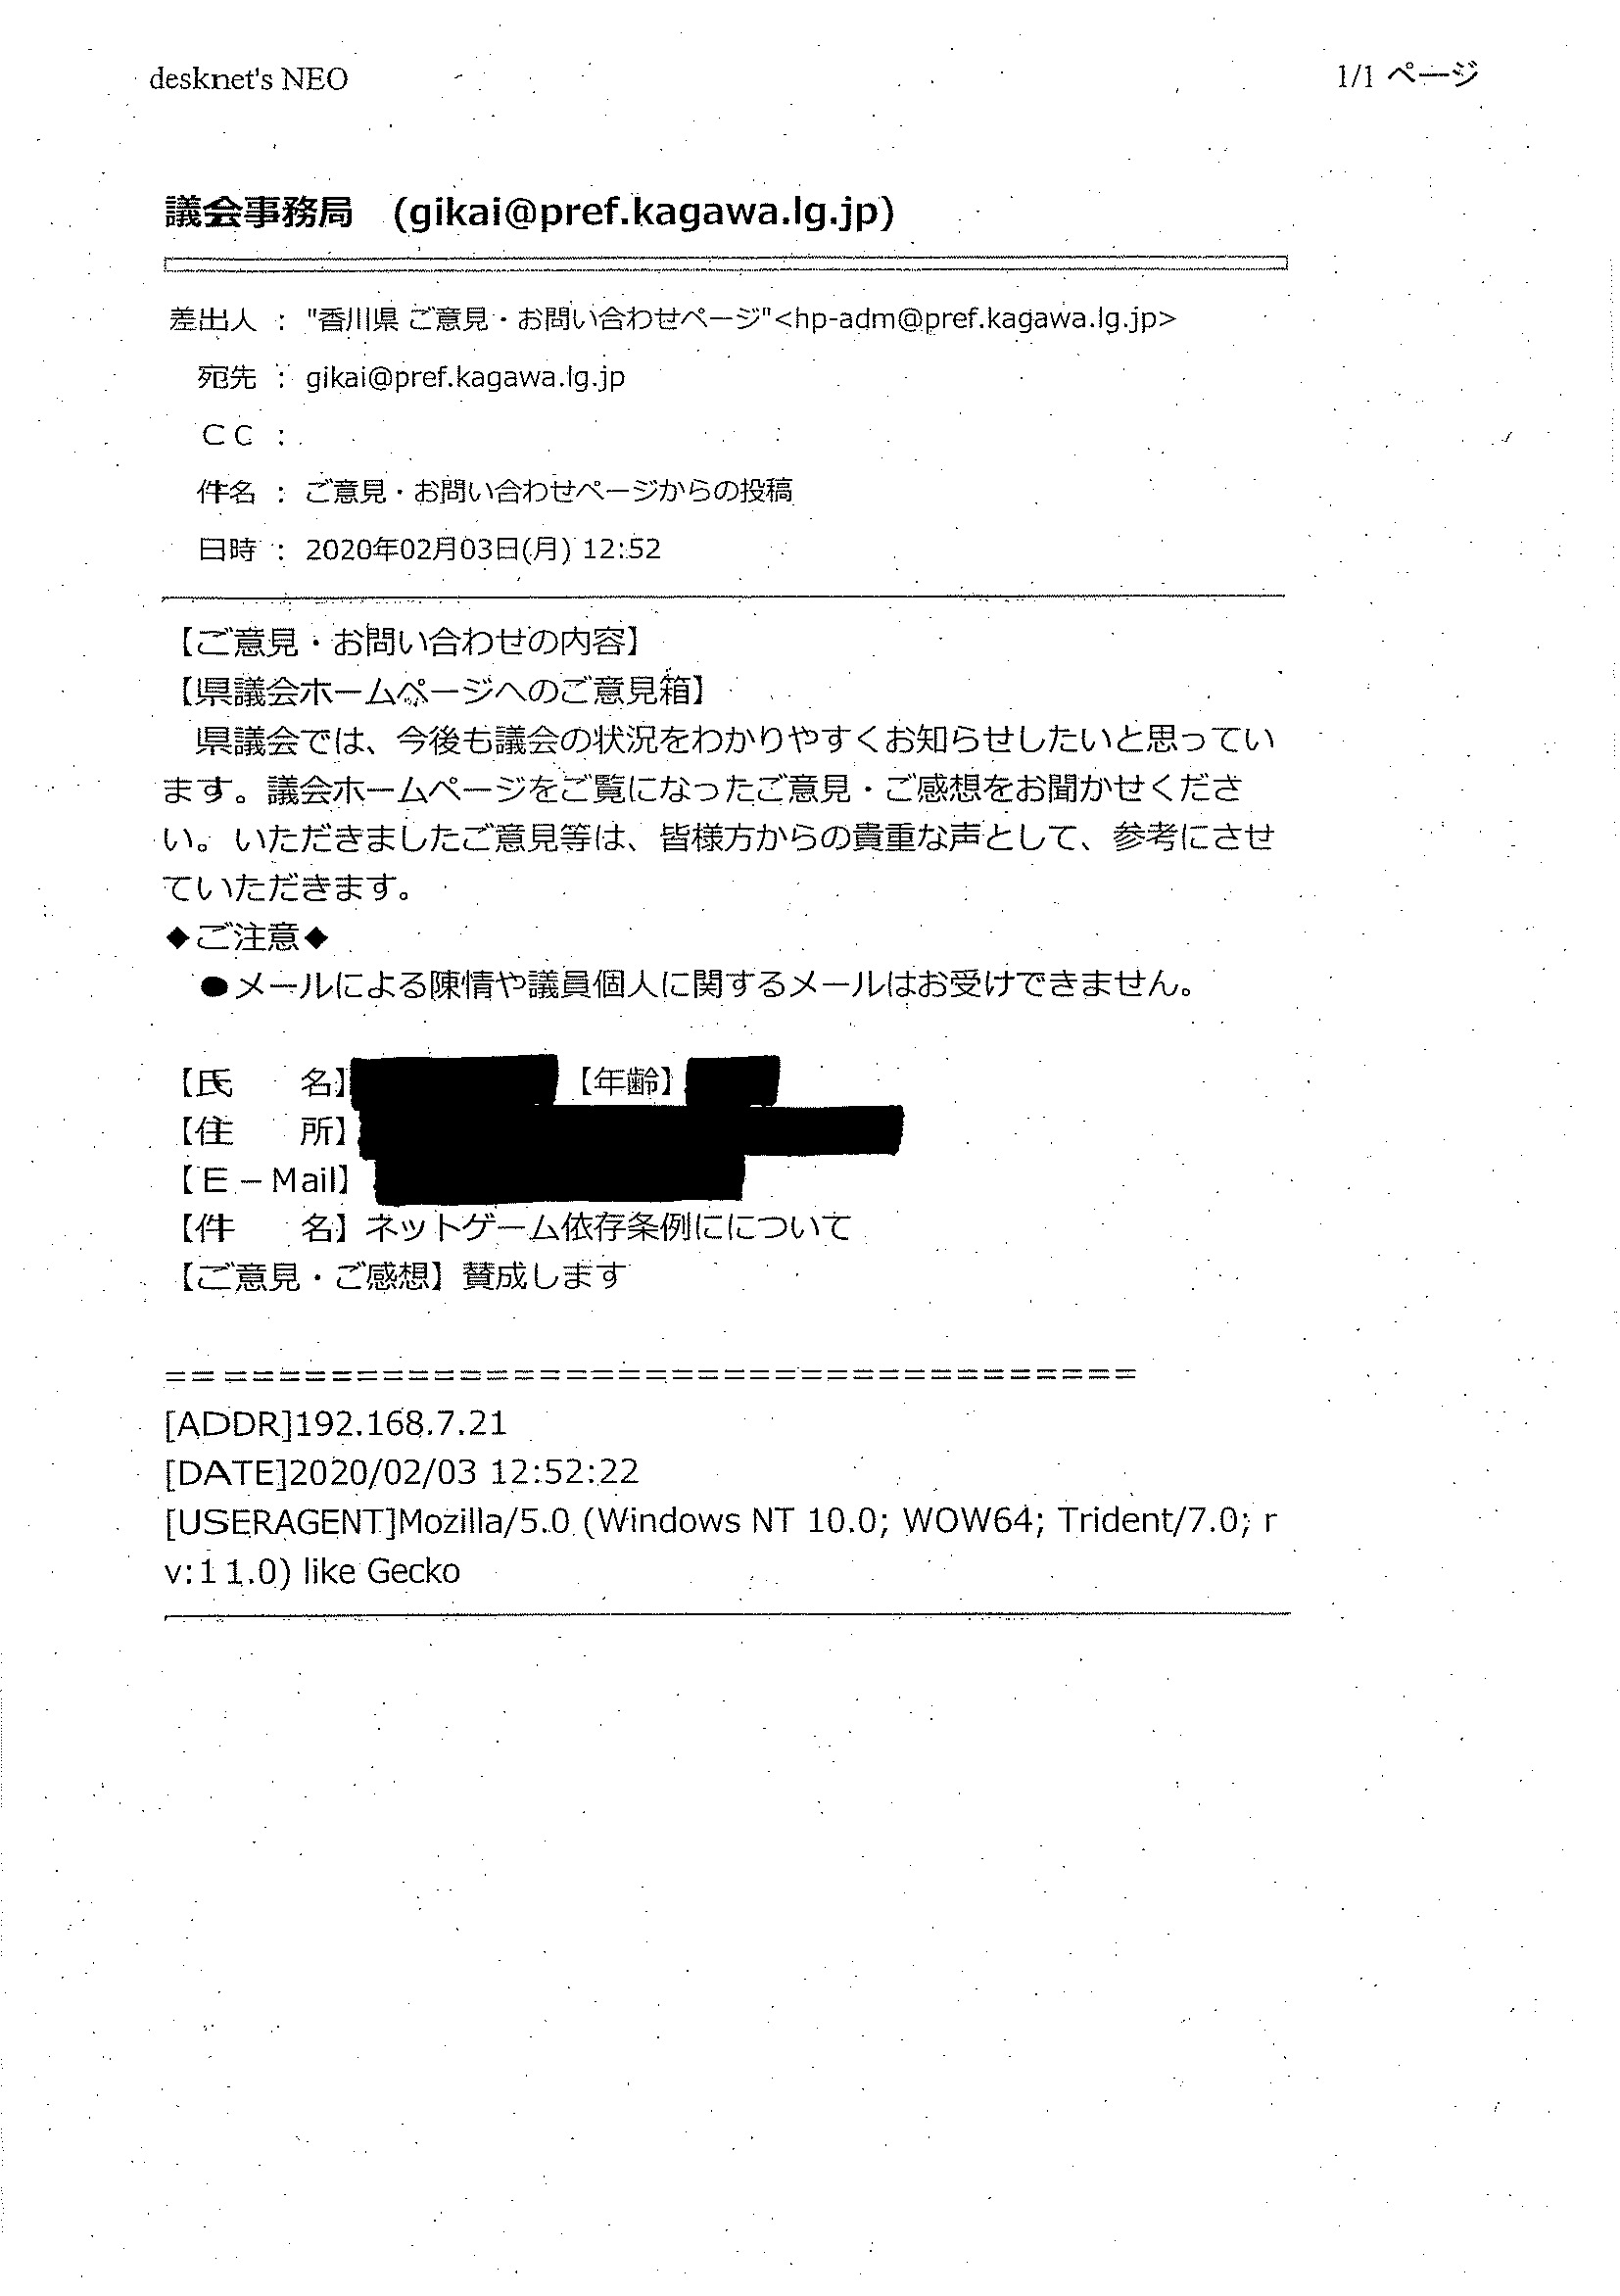 desknet's NEO
1/1 ページ
議会事務局 (gikai@pref.kagawa.lg.jp)
差出人 : "香川県 ご意見・お問い合わせページ"<hp-adm@pref.kagawa.lg.jp>
宛先 : gikai@pref.kagawa.lg.jp
CC :
件名 : ご意見・お問い合わせページからの投稿
日時 : 2020年02月03日(月) 12:52
【ご意見・お問い合わせの内容】
【県議会ホームページへのご意見箱】
県議会では、今後も議会の状況をわかりやすくお知らせしたいと思ってい
ます。議会ホームページをご覧になったご意見・ご感想をお聞かせくださ
い。いただきましたご意見等は、皆様方からの貴重な声として、参考にさせ
ていただきます。
◆ご注意◆
●メールによる陳情や議員個人に関するメールはお受けできません。
【氏　　名】 【年齢】
【住　　所】
【E－Mail】
【件　　名】ネットゲーム依存条例にについて
【ご意見・ご感想】賛成します
=====================================
[ADDR]192.168.7.21
[DATE]2020/02/03 12:52:22
[USERAGENT]Mozilla/5.0 (Windows NT 10.0; WOW64; Trident/7.0; r
v:11.0) like Gecko